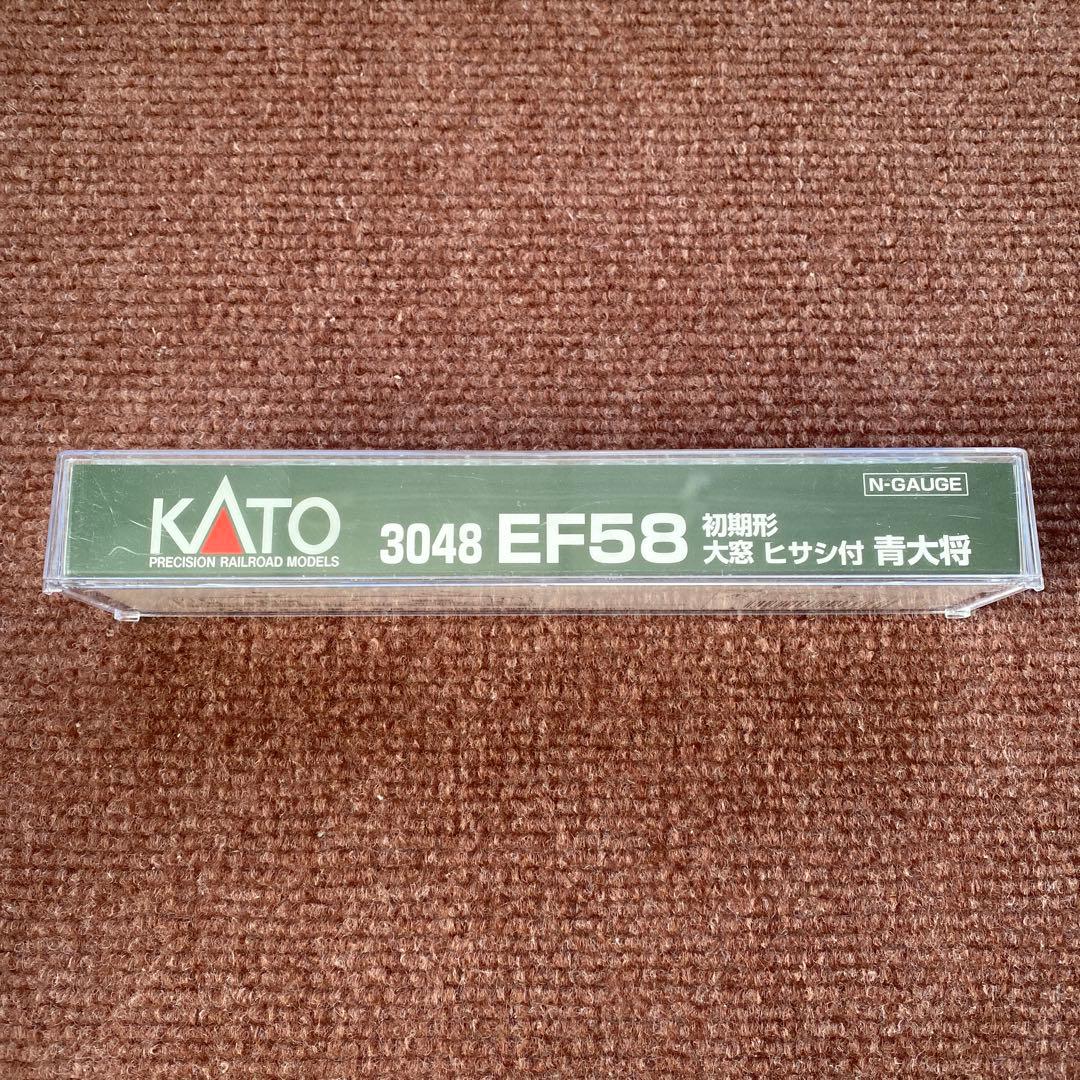 N-GAUGE
KATO
PRECISION RAILROAD MODELS
3048 EF58
初期形
大窓 ヒサシ付 青大将